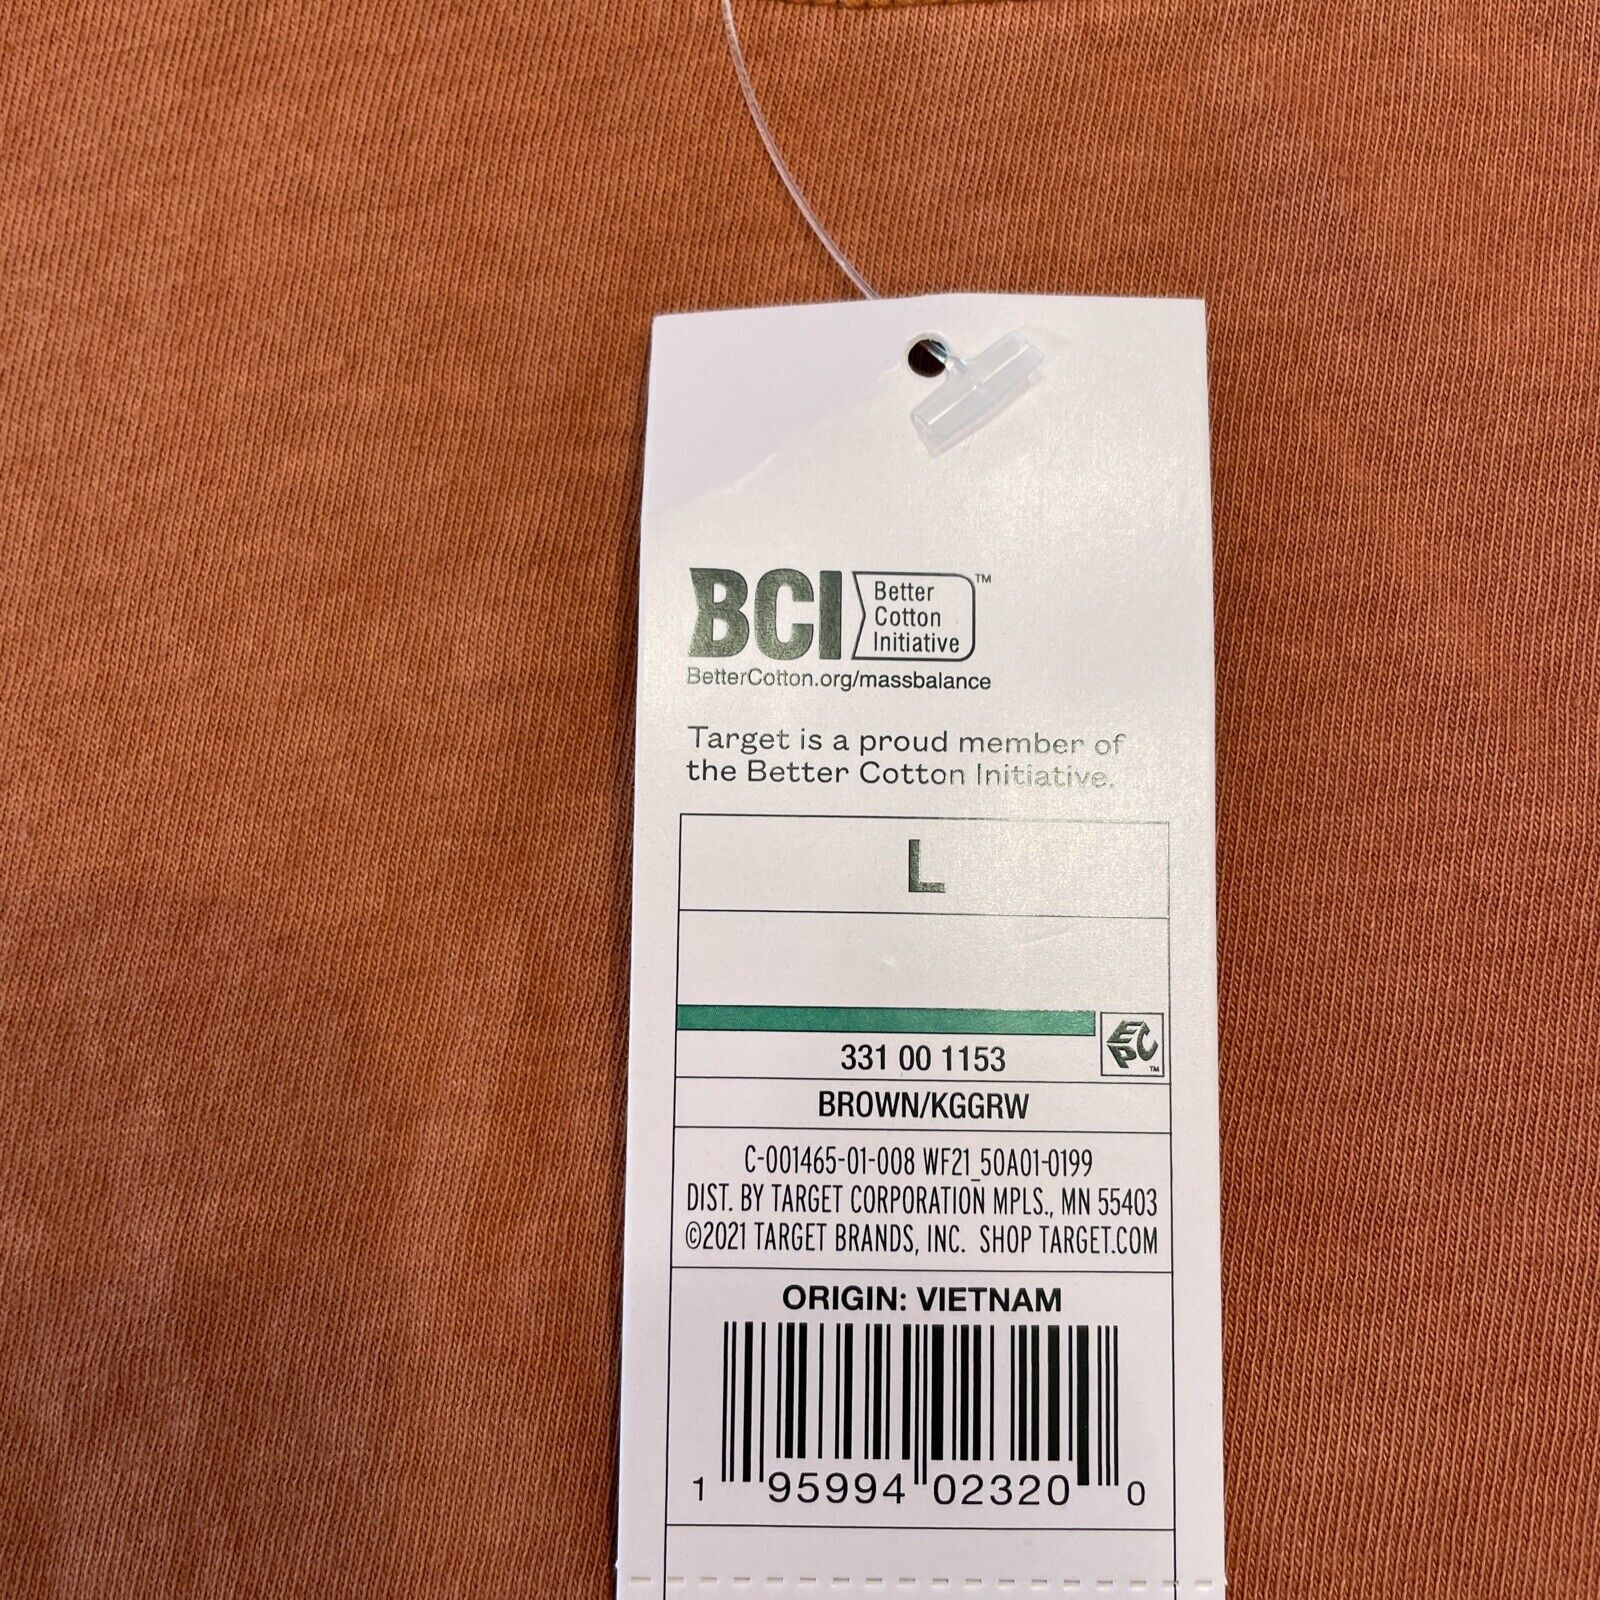 BCI Better Cotton Initiative™
BetterCotton.org/massbalance
Target is a proud member of
the Better Cotton Initiative.
L
331 00 1153
EPC™
BROWN/KGGRW
C-001465-01-008 WF21_50A01-0199
DIST. BY TARGET CORPORATION MPLS., MN 55403
©2021 TARGET BRANDS, INC. SHOP TARGET.COM
ORIGIN: VIETNAM
1 95994 02320 0